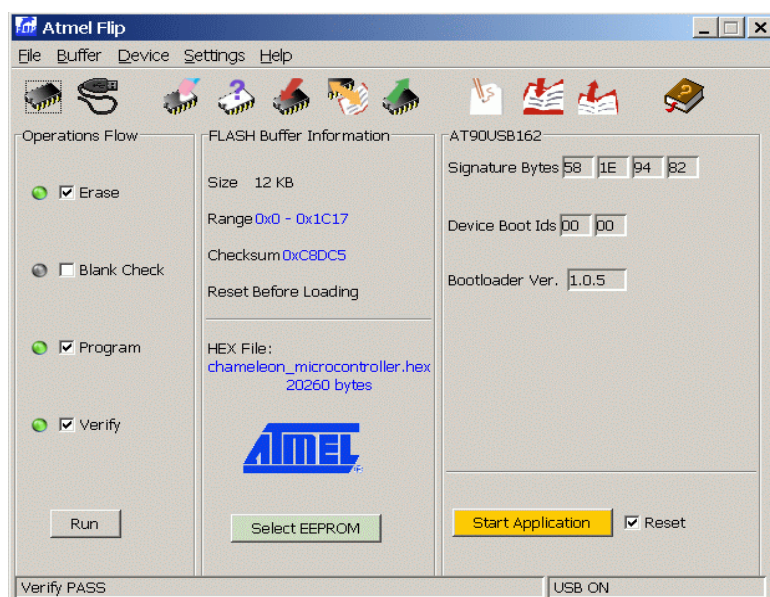 Atmel Flip
File Buffer Device Settings Help
Operations Flow
Erase
Blank Check
Program
Verify
Run
FLASH Buffer Information
Size 12 KB
Range 0x0 - 0x1C17
Checksum 0xC8DC5
Reset Before Loading
HEX File:
chameleon_microcontroller.hex
20260 bytes
ATMEL
Select EEPROM
AT90USB162
Signature Bytes 58 1E 94 82
Device Boot Ids 00 00
Bootloader Ver. 1.0.5
Start Application Reset
Verify PASS USB ON